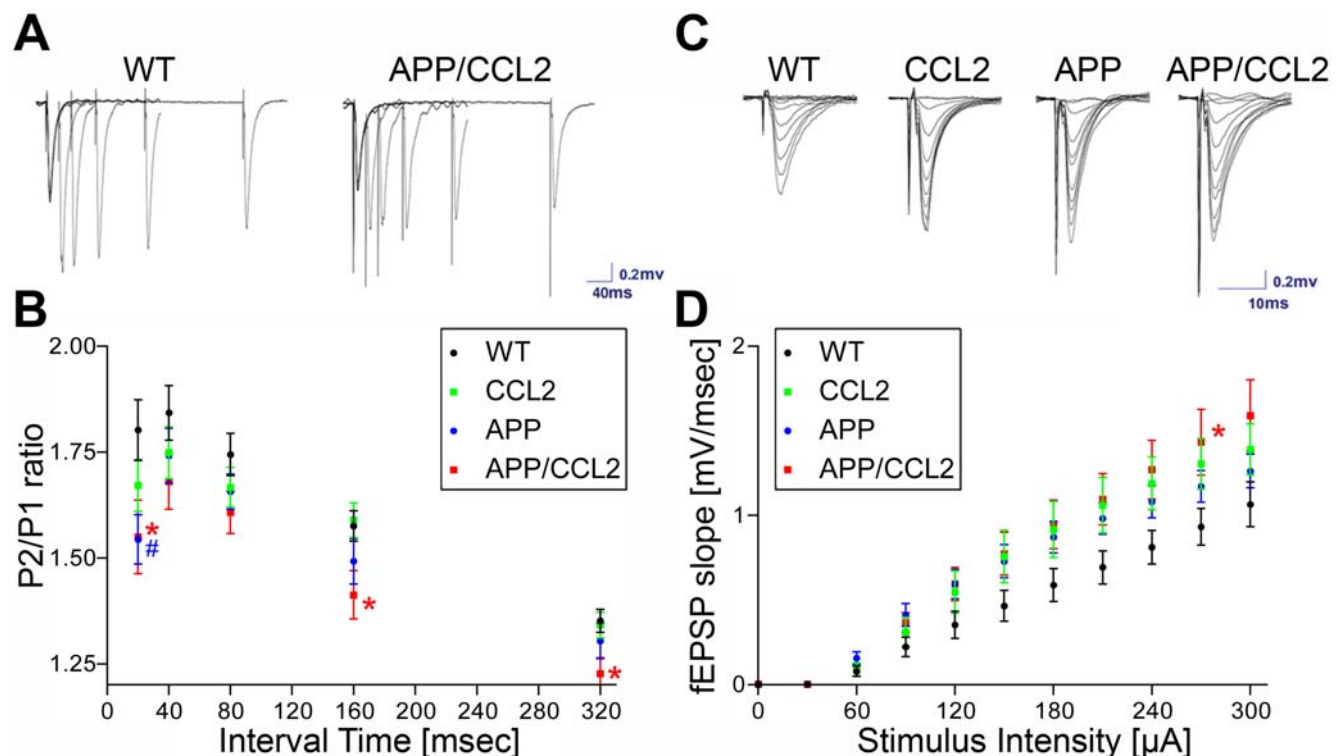 A
WT
APP/CCL2
0.2mv
40ms
C
WT
CCL2
APP
APP/CCL2
0.2mv
10ms
B
P2/P1 ratio
2.00
1.75
1.50
1.25
WT
CCL2
APP
APP/CCL2
*
#
*
*
0
40
80
120
160
200
240
280
320
Interval Time [msec]
D
fEPSP slope [mV/msec]
2
1
0
WT
CCL2
APP
APP/CCL2
*
0
60
120
180
240
300
Stimulus Intensity [µA]